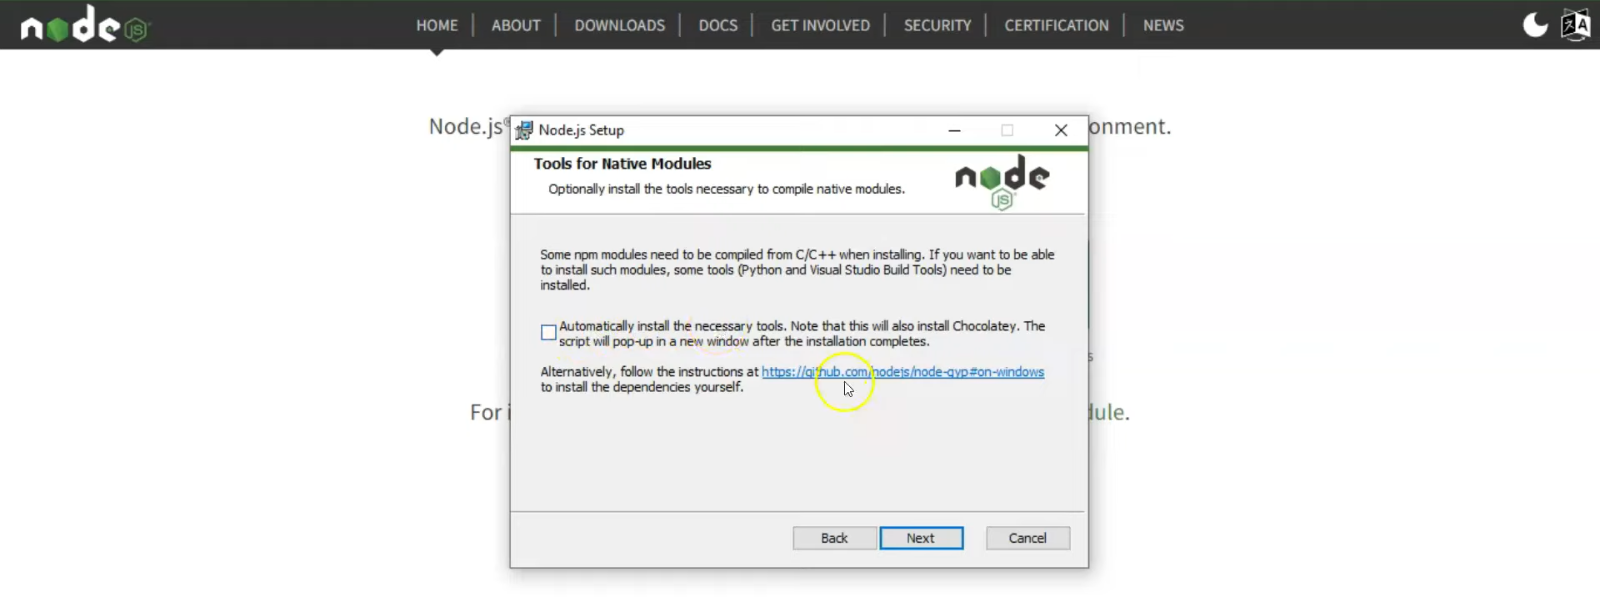 node JS
HOME ABOUT DOWNLOADS DOCS GET INVOLVED SECURITY CERTIFICATION NEWS
Node.js® onment.
Node.js Setup
Tools for Native Modules
Optionally install the tools necessary to compile native modules.
node JS
Some npm modules need to be compiled from C/C++ when installing. If you want to be able
to install such modules, some tools (Python and Visual Studio Build Tools) need to be
installed.
Automatically install the necessary tools. Note that this will also install Chocolatey. The
script will pop-up in a new window after the installation completes.
Alternatively, follow the instructions at https://github.com/nodejs/node-gyp#on-windows
to install the dependencies yourself.
s
For i dule.
Back Next Cancel